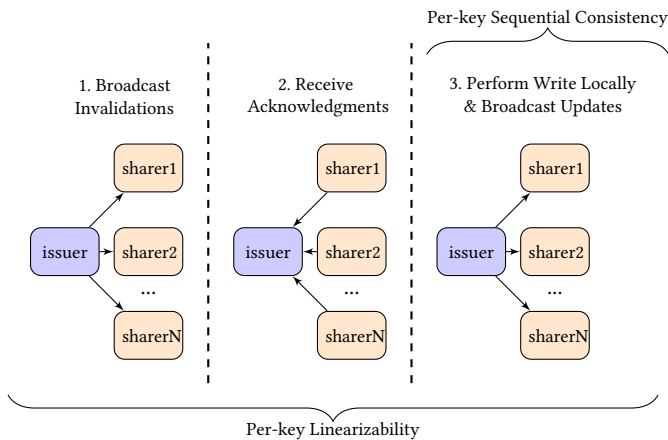 Per-key Sequential Consistency
1. Broadcast
Invalidations
2. Receive
Acknowledgments
3. Perform Write Locally
& Broadcast Updates
sharer1
issuer
sharer2
...
sharerN
sharer1
issuer
sharer2
...
sharerN
sharer1
issuer
sharer2
...
sharerN
Per-key Linearizability